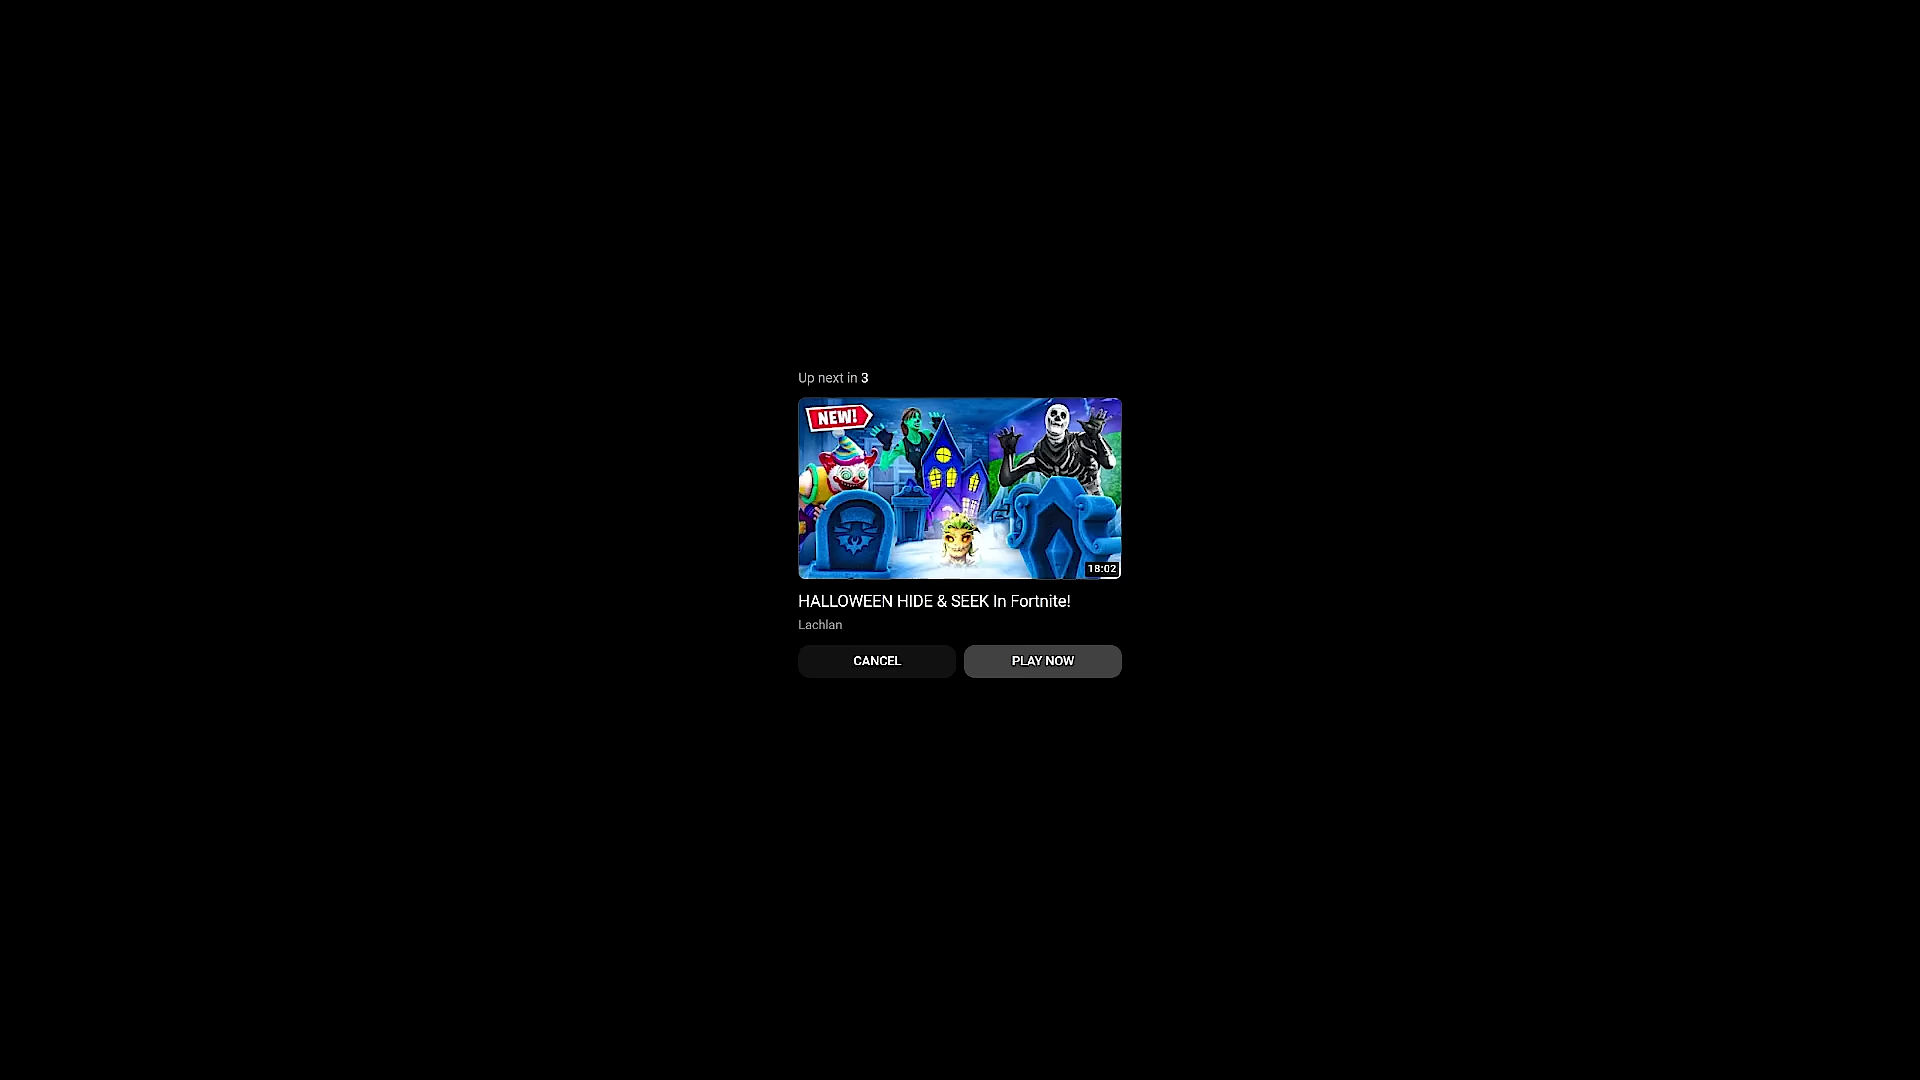 Up next in 3
NEW!
18:02
HALLOWEEN HIDE & SEEK In Fortnite!
Lachlan
CANCEL
PLAY NOW